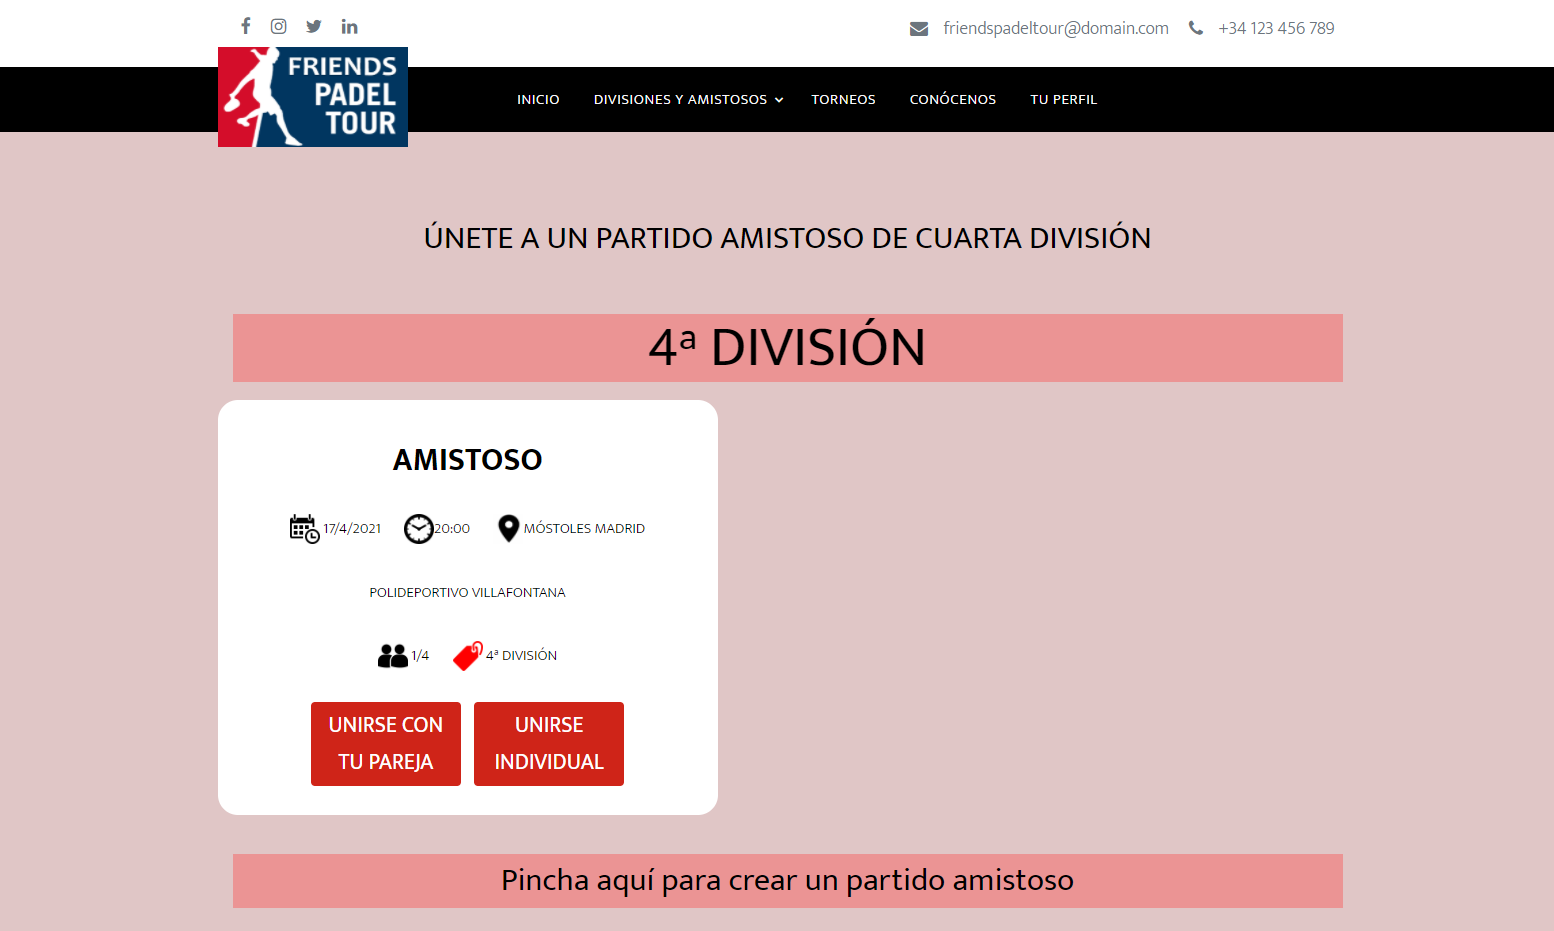 friendspadeltour@domain.com +34 123 456 789
FRIENDS
PADEL
TOUR
INICIO DIVISIONES Y AMISTOSOS TORNEOS CONÓCENOS TU PERFIL
ÚNETE A UN PARTIDO AMISTOSO DE CUARTA DIVISIÓN
4ª DIVISIÓN
AMISTOSO
17/4/2021 20:00 MÓSTOLES MADRID
POLIDEPORTIVO VILLAFONTANA
1/4 4ª DIVISIÓN
UNIRSE CON
TU PAREJA
UNIRSE
INDIVIDUAL
Pincha aquí para crear un partido amistoso